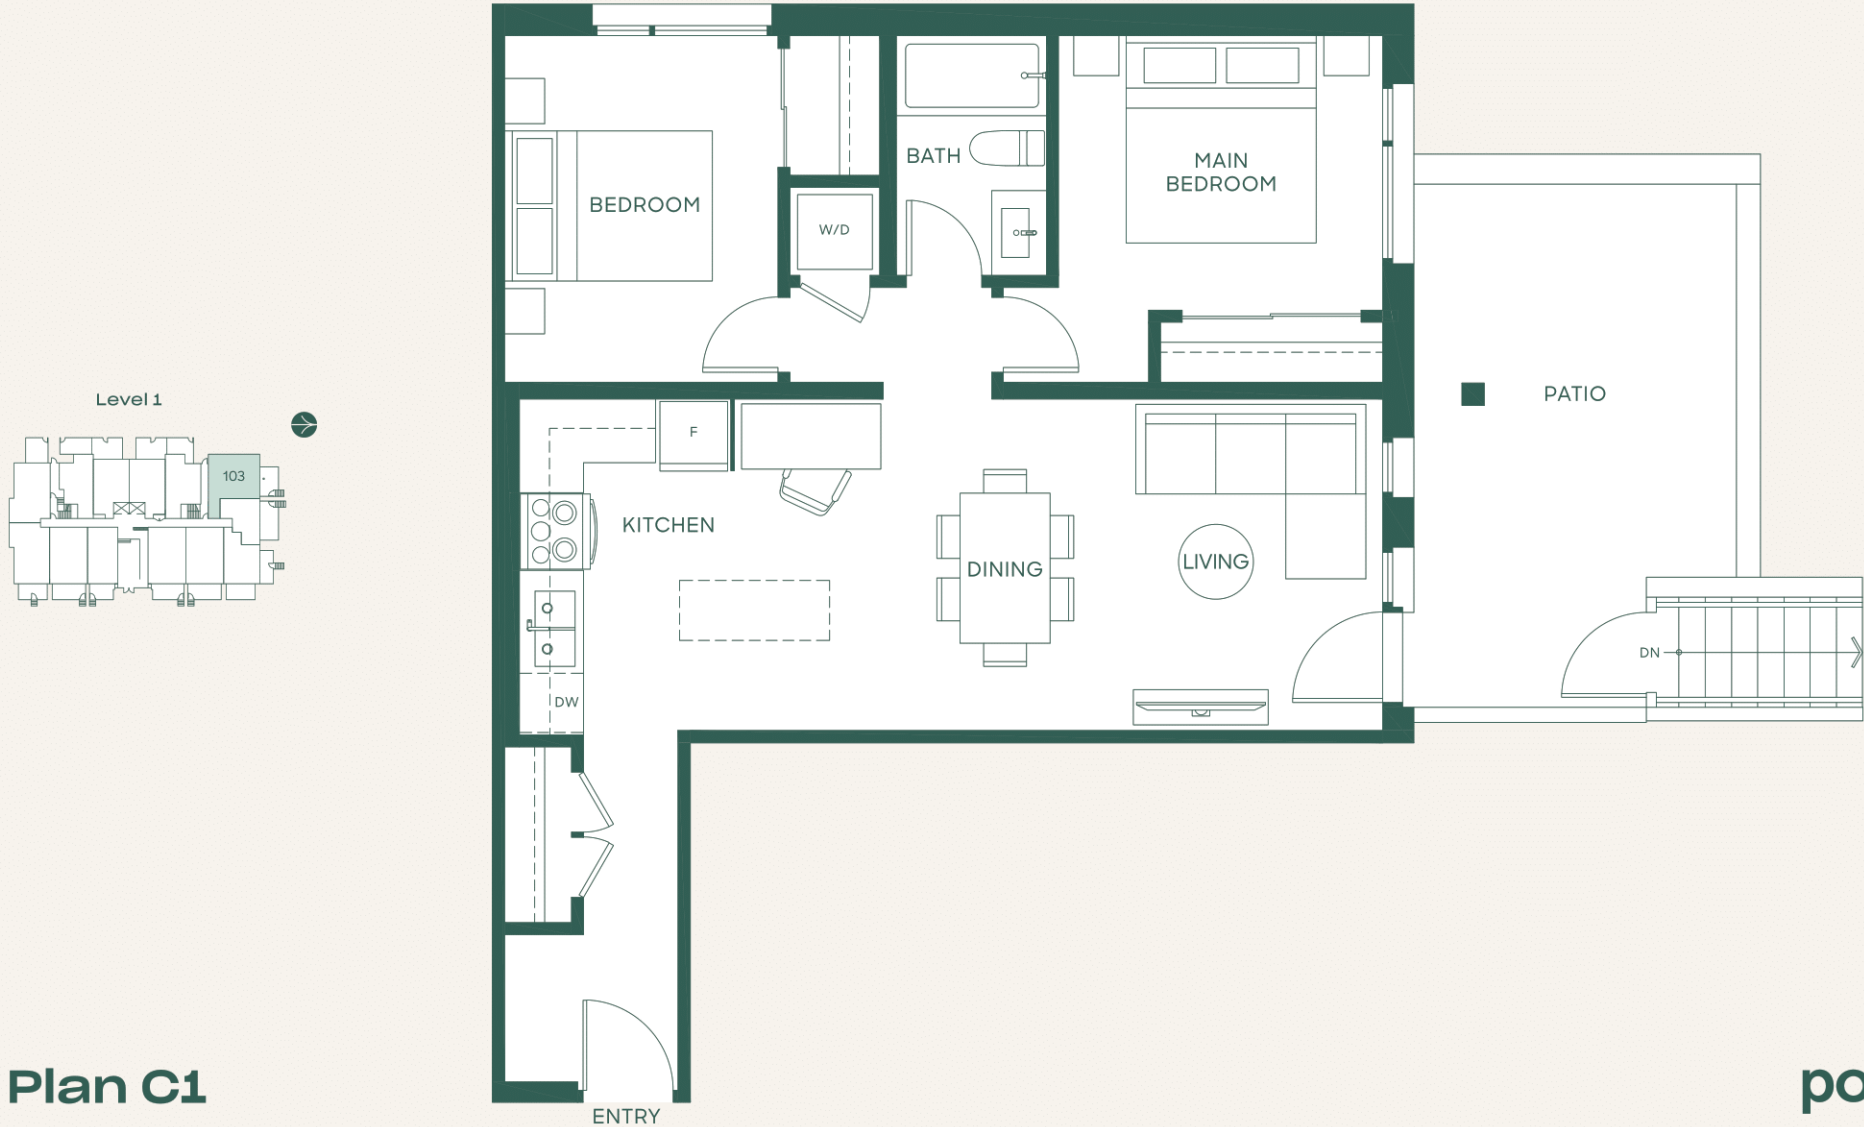 BEDROOM
W/D
BATH
MAIN
BEDROOM
Level 1
103
F
KITCHEN
DINING
LIVING
PATIO
DN
DW
Plan C1
ENTRY
po